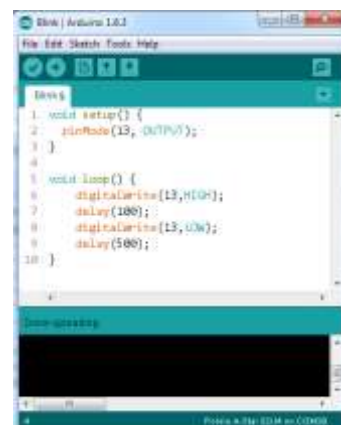 Blink | Arduino 1.6.2
File Edit Sketch Tools Help
Blink §
1 void setup() {
2 pinMode(13, OUTPUT);
3 }
4
5 void loop() {
6 digitalWrite(13,HIGH);
7 delay(100);
8 digitalWrite(13,LOW);
9 delay(500);
10 }
Done uploading